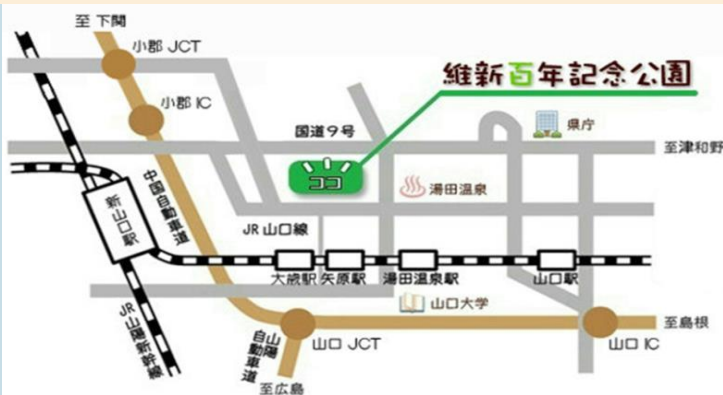 至 下関
小郡 JCT
小郡 IC
維新百年記念公園
国道9号
県庁
至津和野
ココ
湯田温泉
中国自動車道
新山口駅
JR山口線
大歳駅
矢原駅
湯田温泉駅
山口駅
山口大学
JR山陽新幹線
山陽自動車道
山口 JCT
至島根
山口 IC
至広島